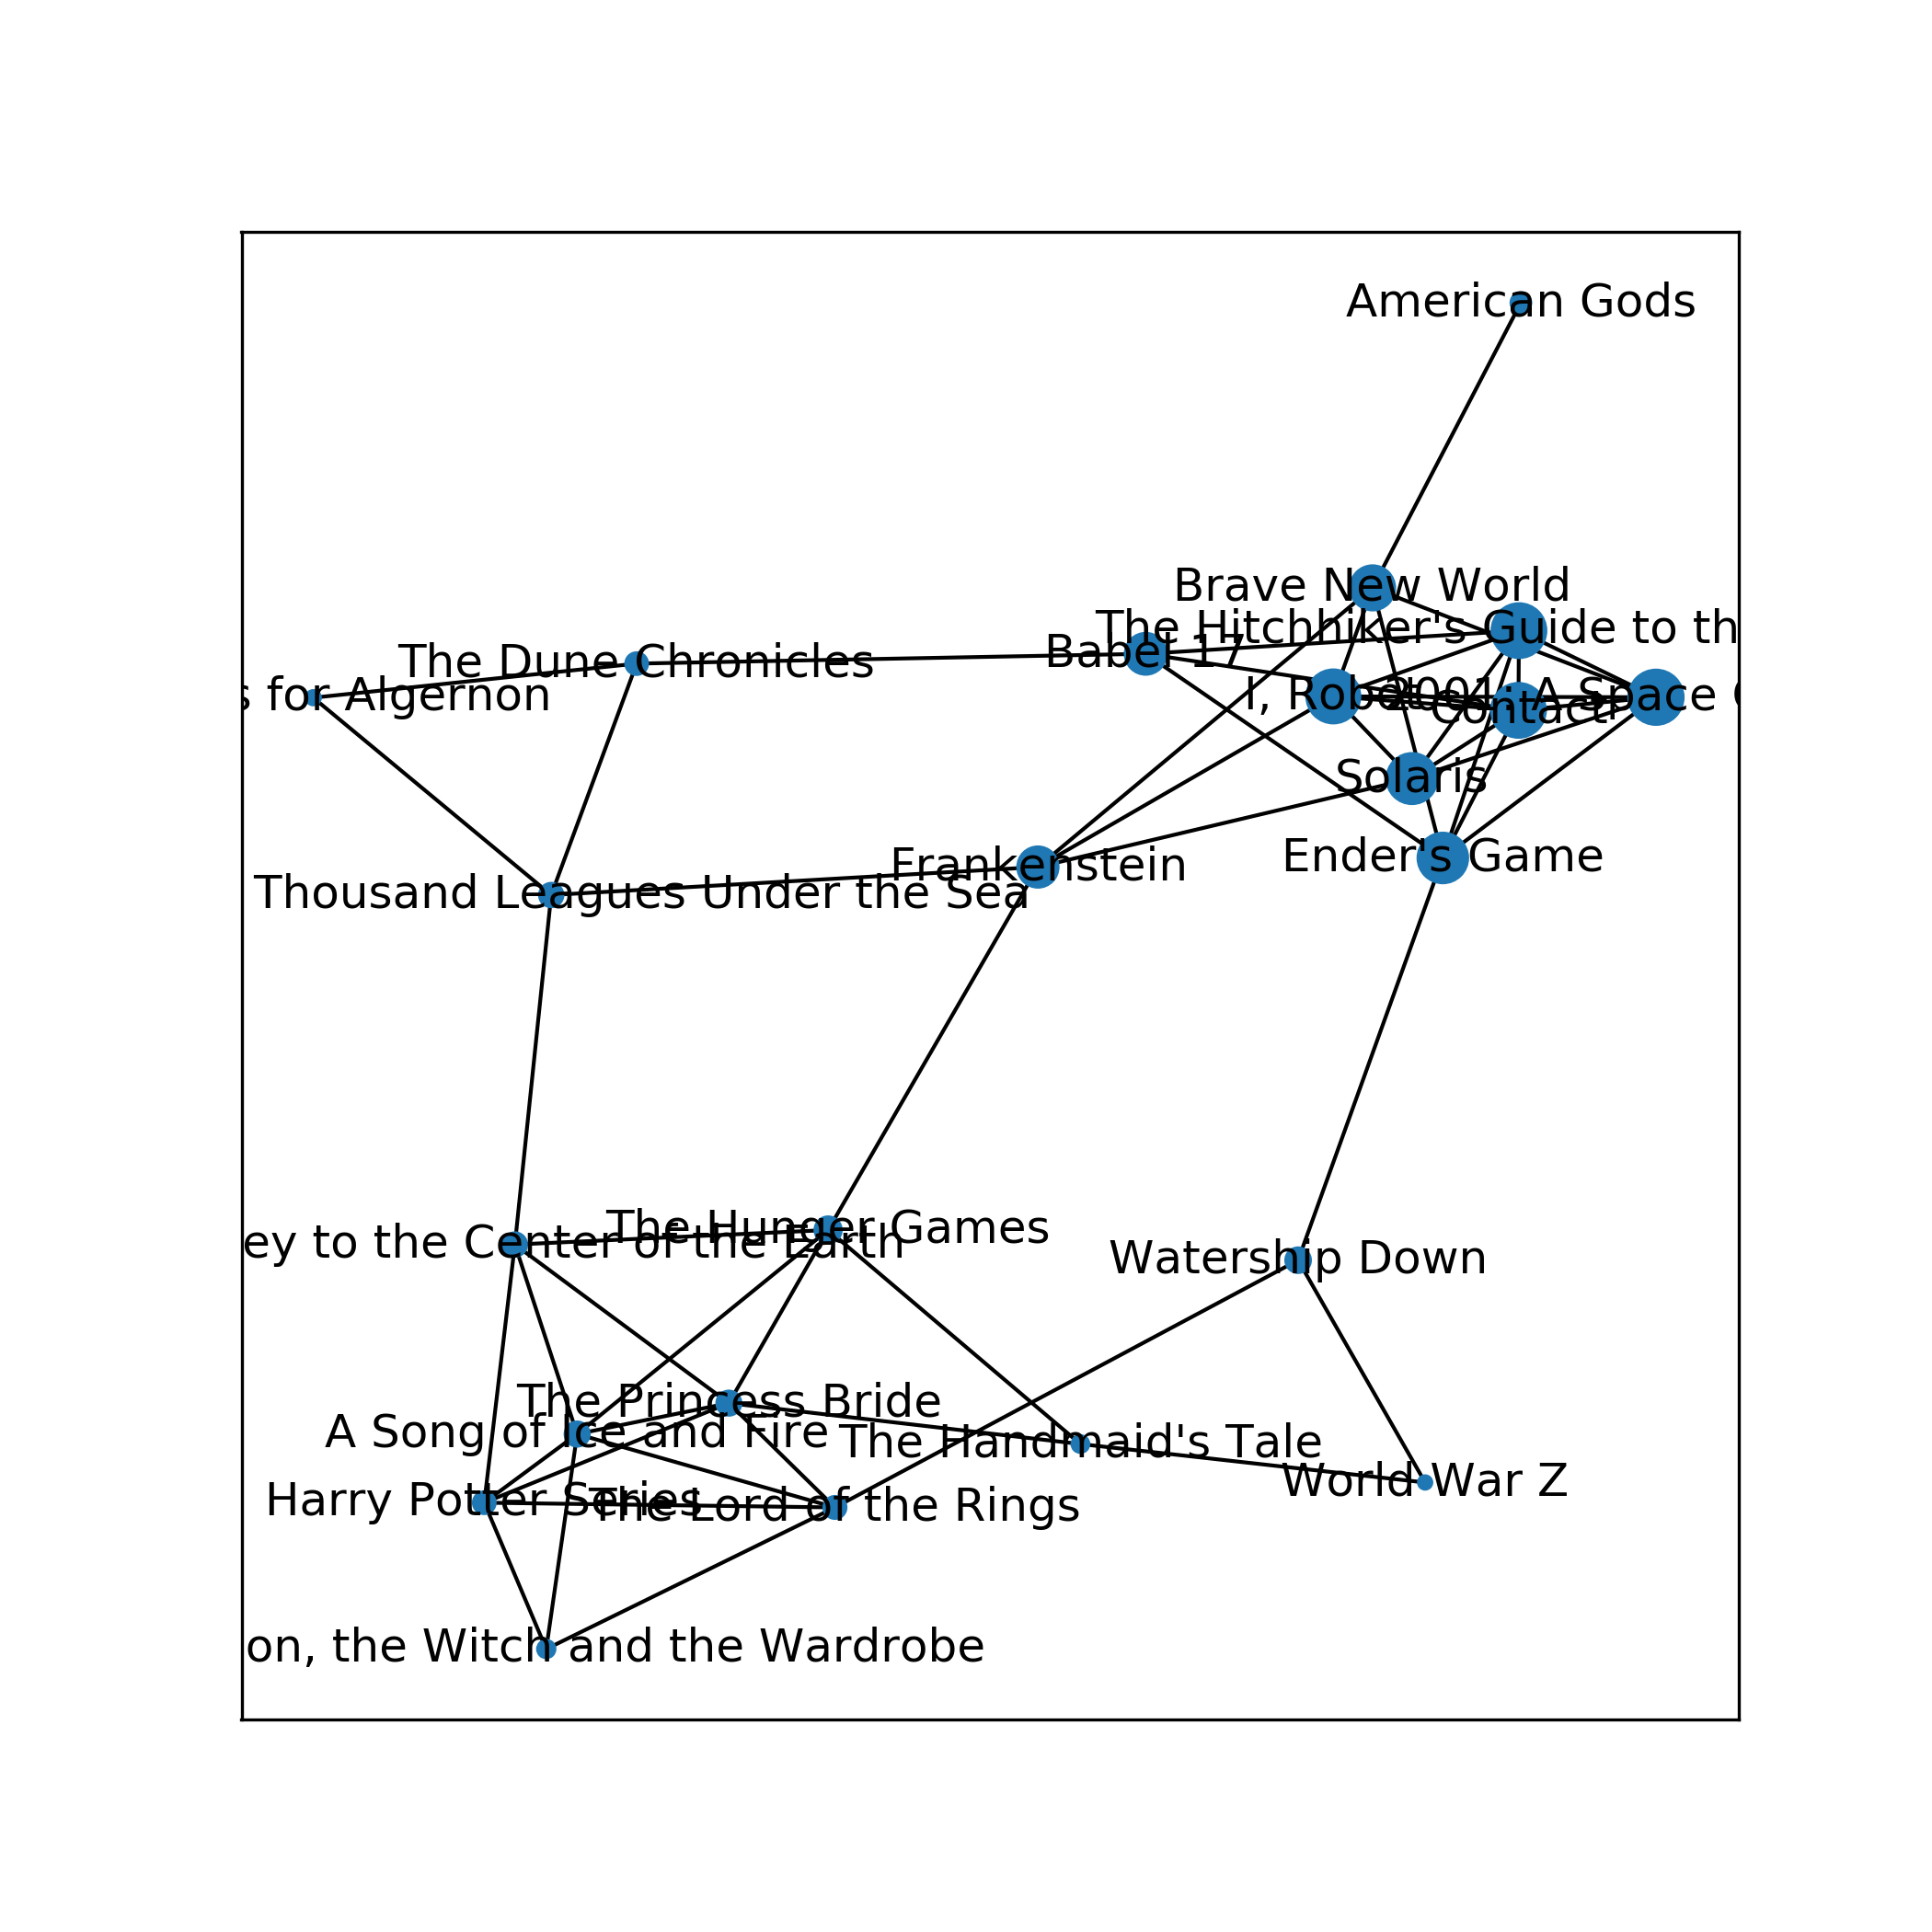 American Gods
Brave New World
The Hitchhiker's Guide to th
Babel 17
The Dune Chronicles
s for Algernon
I, Robot
2001: A Space
Contact
Solaris
Ender's Game
Frankenstein
Thousand Leagues Under the Sea
The Hunger Games
ey to the Center of the Earth
Watership Down
The Princess Bride
A Song of Ice and Fire
The Handmaid's Tale
World War Z
Harry Potter Series
The Lord of the Rings
on, the Witch and the Wardrobe